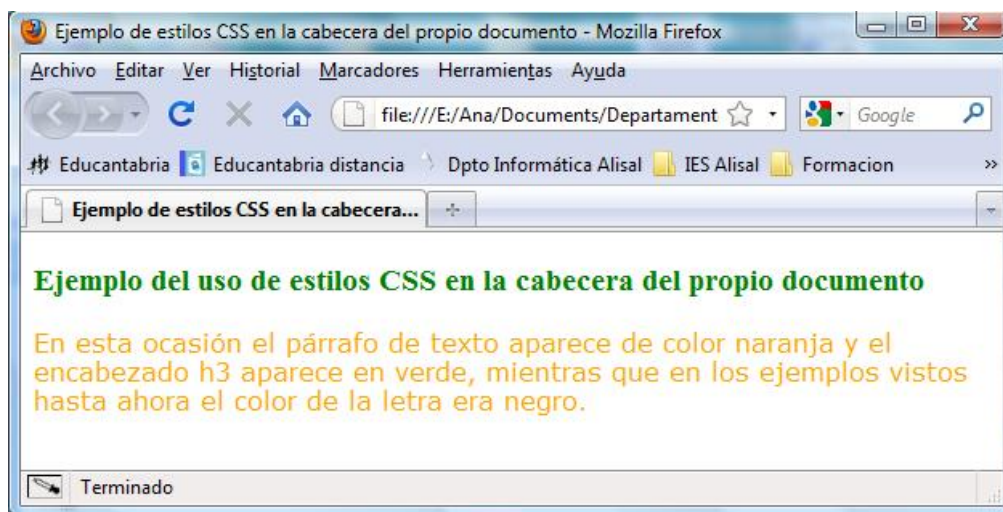 Ejemplo de estilos CSS en la cabecera del propio documento - Mozilla Firefox
Archivo Editar Ver Historial Marcadores Herramientas Ayuda
file:///E:/Ana/Documents/Departament Google
Educantabria Educantabria distancia Dpto Informática Alisal IES Alisal Formacion »
Ejemplo de estilos CSS en la cabecera...
Ejemplo del uso de estilos CSS en la cabecera del propio documento
En esta ocasión el párrafo de texto aparece de color naranja y el
encabezado h3 aparece en verde, mientras que en los ejemplos vistos
hasta ahora el color de la letra era negro.
Terminado